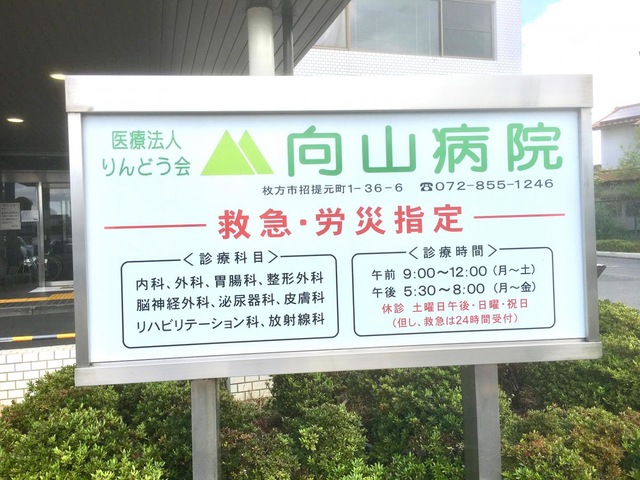 医療法人
りんどう会
向山病院
枚方市招提元町1-36-6 ☎072-855-1246
救急・労災指定
<診療科目>
内科、外科、胃腸科、整形外科
脳神経外科、泌尿器科、皮膚科
リハビリテーション科、放射線科
<診療時間>
午前 9:00~12:00(月~土)
午後 5:30~8:00(月~金)
休診 土曜日午後・日曜・祝日
(但し、救急は24時間受付)